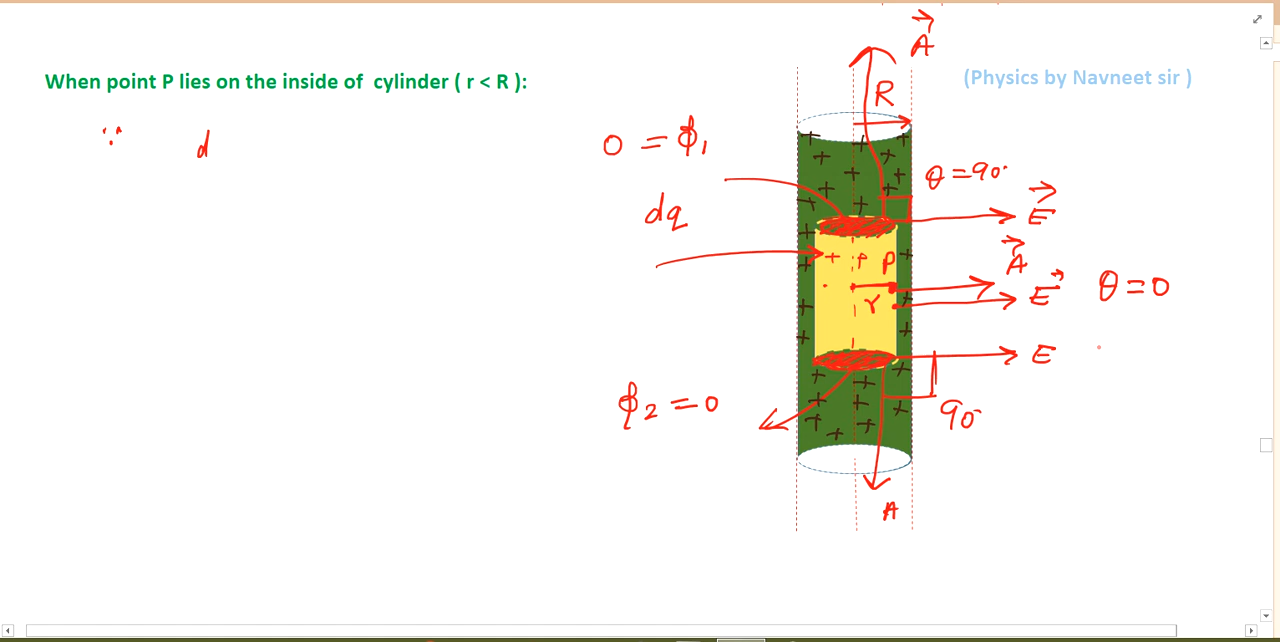 When point P lies on the inside of cylinder ( r < R ):
(Physics by Navneet sir )
∵ d
A⃗
R
0 = ϕ₁
θ = 90°
dq
E⃗
A⃗
P
r
E⃗
θ = 0
E
ϕ₂ = 0
90°
A